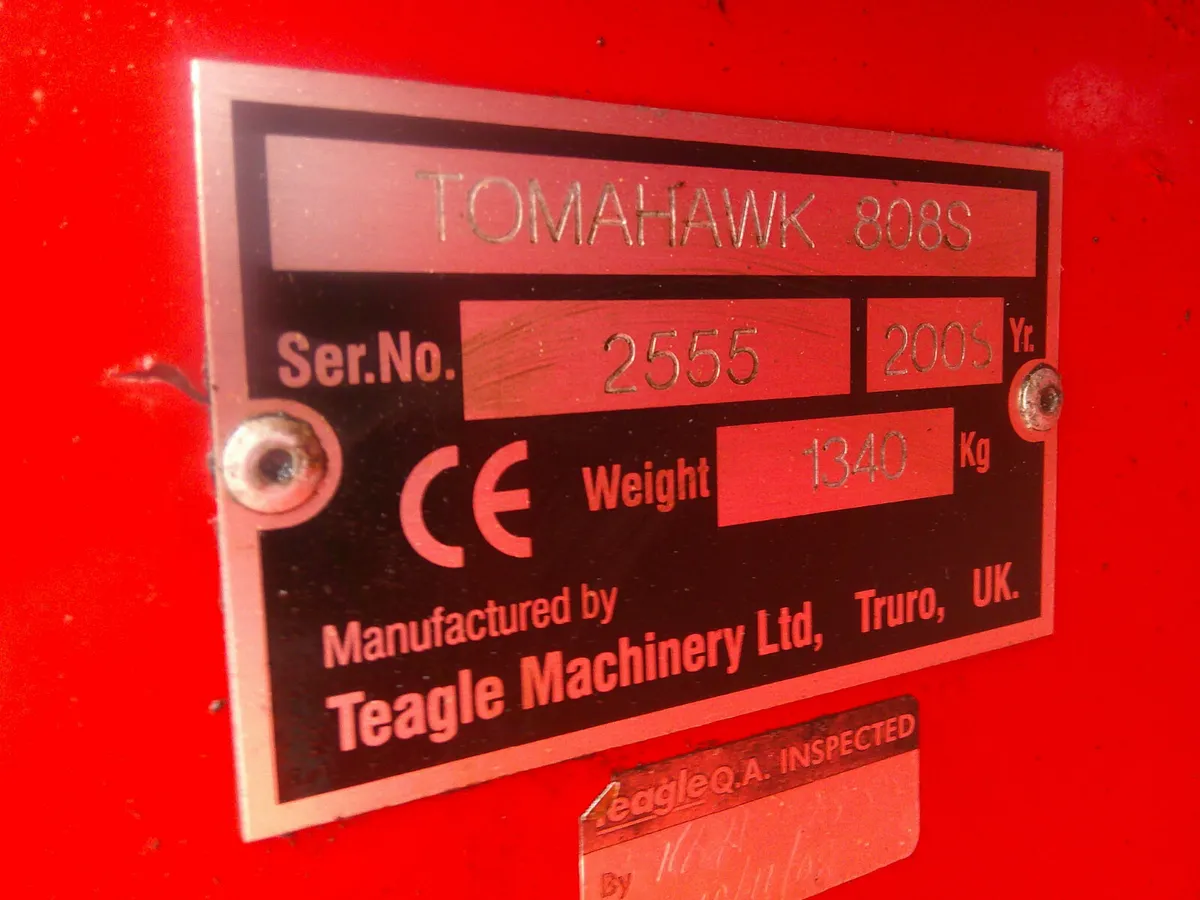 TOMAHAWK 808S
Ser.No. 2555 2005 Yr.
CE Weight 1340 Kg
Manufactured by
Teagle Machinery Ltd, Truro, UK.
eagle Q.A. INSPECTED
By